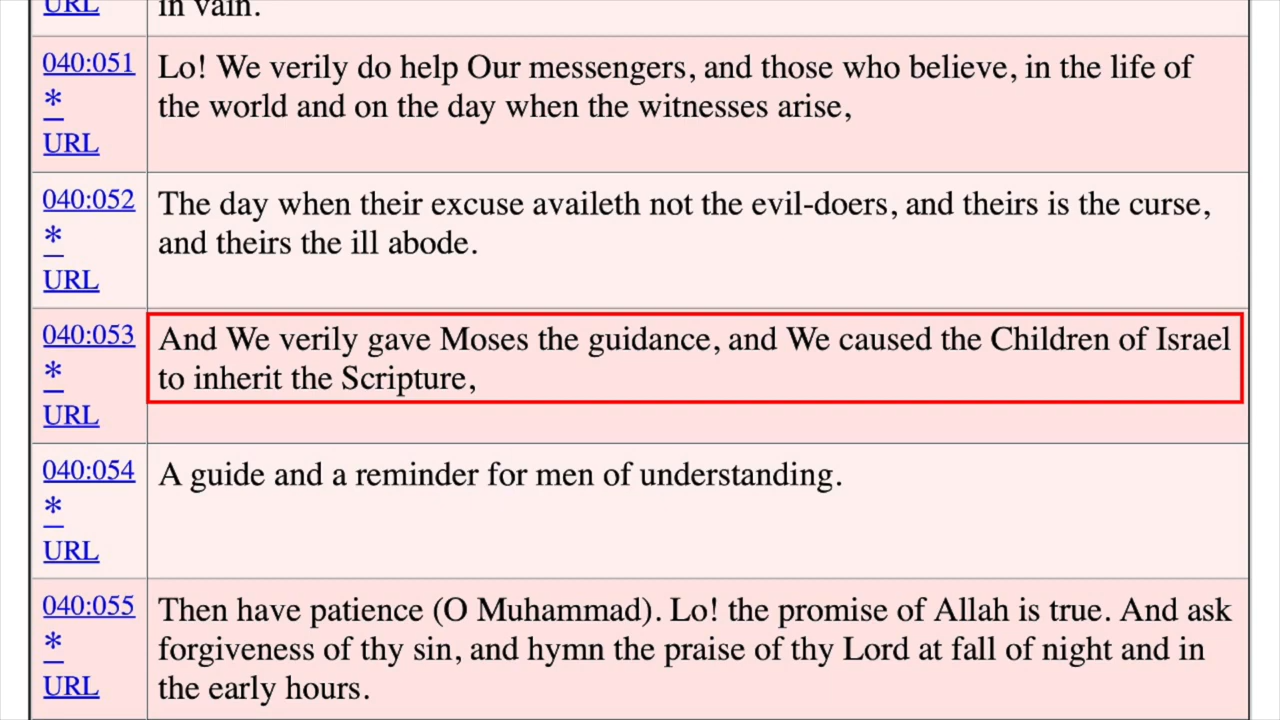 URL
in vain.
040:051
*
URL
Lo! We verily do help Our messengers, and those who believe, in the life of
the world and on the day when the witnesses arise,
040:052
*
URL
The day when their excuse availeth not the evil-doers, and theirs is the curse,
and theirs the ill abode.
040:053
*
URL
And We verily gave Moses the guidance, and We caused the Children of Israel
to inherit the Scripture,
040:054
*
URL
A guide and a reminder for men of understanding.
040:055
*
URL
Then have patience (O Muhammad). Lo! the promise of Allah is true. And ask
forgiveness of thy sin, and hymn the praise of thy Lord at fall of night and in
the early hours.